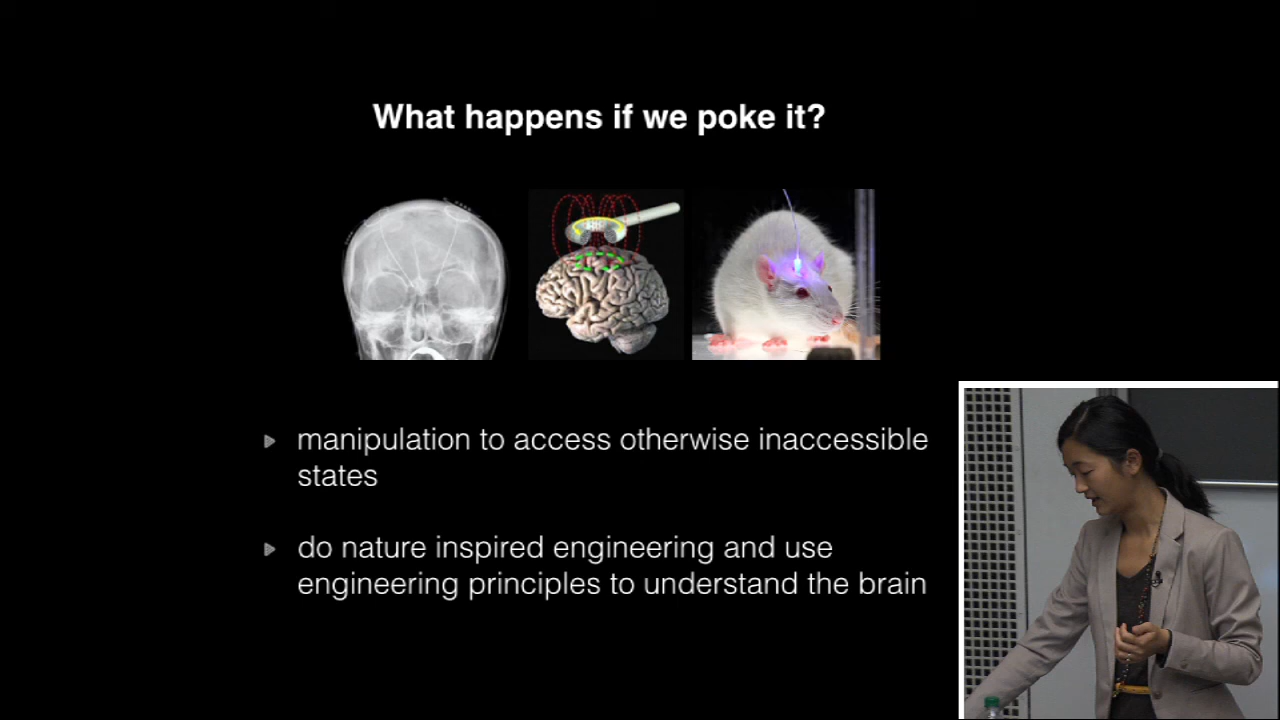 What happens if we poke it?
manipulation to access otherwise inaccessible
states
do nature inspired engineering and use
engineering principles to understand the brain